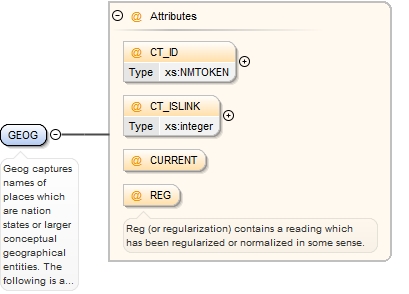 @ Attributes
@ CT_ID
Type xs:NMTOKEN
@ CT_ISLINK
Type xs:integer
GEOG
@ CURRENT
Geog captures
names of
places which
are nation
states or larger
conceptual
geographical
entities. The
following is a...
@ REG
Reg (or regularization) contains a reading which
has been regularized or normalized in some sense.